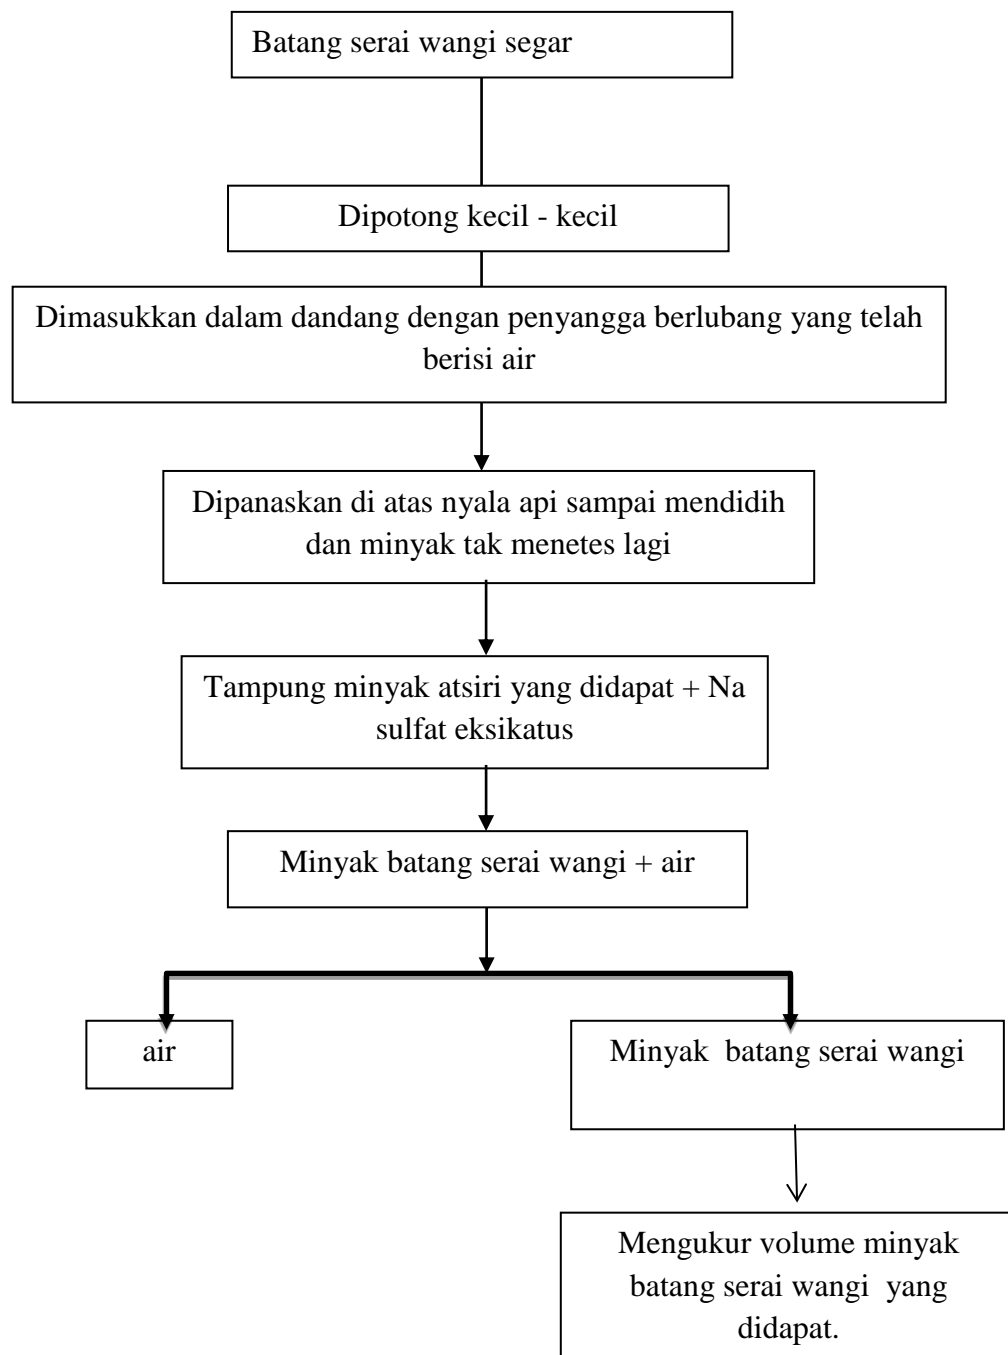 Batang serai wangi segar
Dipotong kecil - kecil
Dimasukkan dalam dandang dengan penyangga berlubang yang telah
berisi air
Dipanaskan di atas nyala api sampai mendidih
dan minyak tak menetes lagi
Tampung minyak atsiri yang didapat + Na
sulfat eksikatus
Minyak batang serai wangi + air
air
Minyak batang serai wangi
Mengukur volume minyak
batang serai wangi yang
didapat.